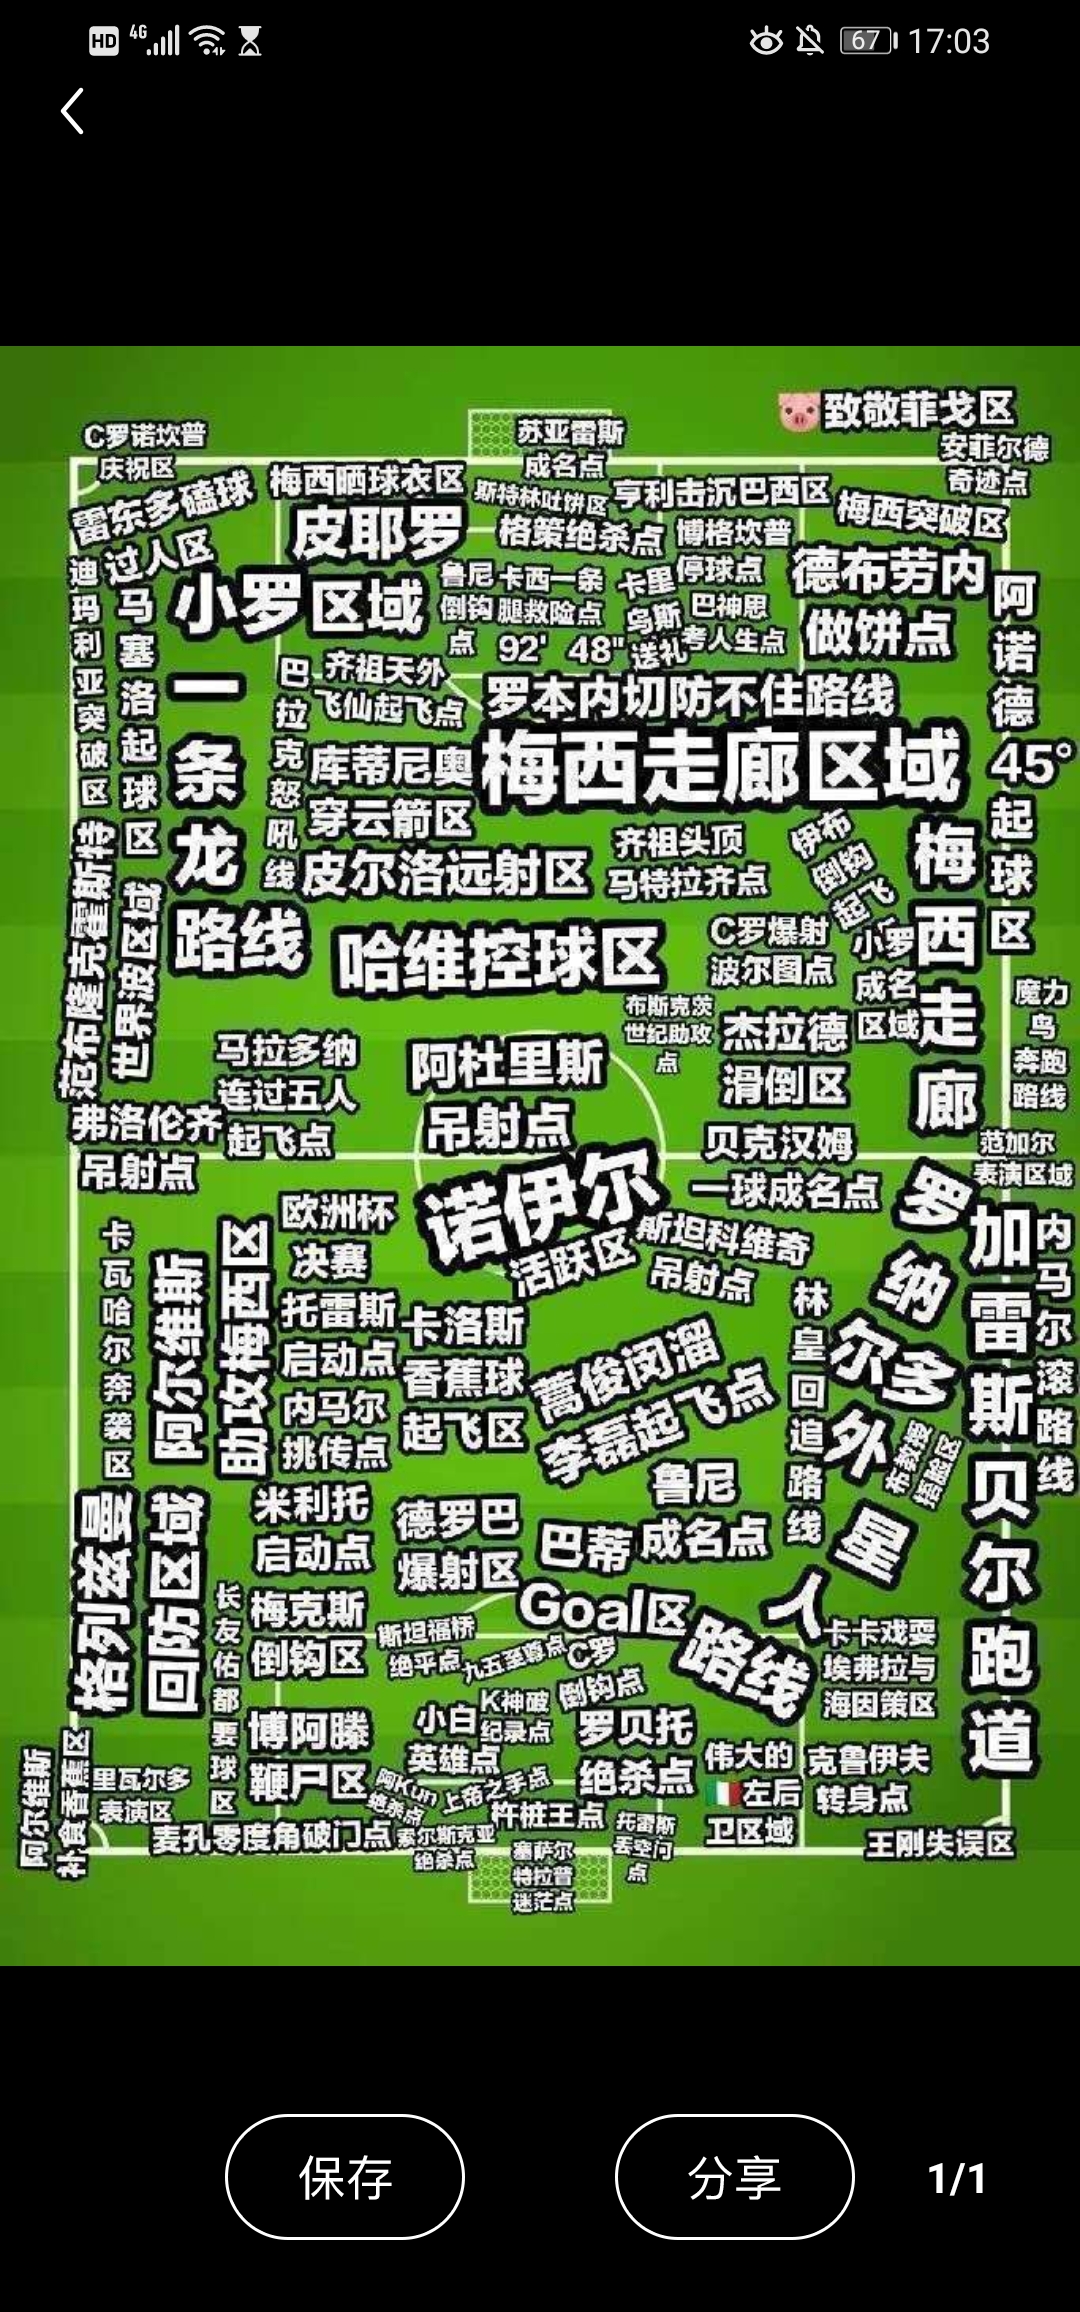 HD 4G 67 17:03
🐷致敬菲戈区
C罗诺坎普
庆祝区
苏亚雷斯
成名点
安菲尔德
奇迹点
雷东多磕球
过人区
梅西晒球衣区
斯特林吐饼区
亨利击沉巴西区
梅西突破区
皮耶罗
区域
格策绝杀点
博格坎普
停球点
德布劳内
做饼点
迪玛利亚突破区
马塞洛起球区
小罗
一条龙
路线
鲁尼
倒钩
点
卡西一条
腿救险点
92' 48"
卡里
乌斯
送礼
巴神思
考人生点
阿诺德
45°
起球区
巴拉克怒吼线
齐祖天外
飞仙起飞点
罗本内切防不住路线
梅西走廊区域
库蒂尼奥
穿云箭区
皮尔洛远射区
齐祖头顶
马特拉齐点
伊布
倒钩
起飞
梅西走廊
范布隆克霍斯特
世界波区域
哈维控球区
C罗爆射
波尔图点
小罗
成名
区域
布斯克茨
世纪助攻
点
杰拉德
滑倒区
魔力
鸟
奔跑
路线
马拉多纳
连过五人
起飞点
阿杜里斯
吊射点
弗洛伦齐
吊射点
贝克汉姆
一球成名点
范加尔
表演区域
诺伊尔
活跃区
斯坦科维奇
吊射点
罗纳尔多外星人
路线
加雷斯贝尔跑道
内马尔滚路线
卡瓦哈尔奔袭区
阿尔维斯
助攻梅西区
欧洲杯
决赛
托雷斯
启动点
内马尔
挑传点
卡洛斯
香蕉球
起飞区
蒿俊闵溜
李磊起飞点
林皇回追路线
格列兹曼
回防区域
米利托
启动点
德罗巴
爆射区
鲁尼
成名点
巴蒂
Goal区
长友佑都要球区
梅克斯
倒钩区
斯坦福桥
绝平点
九五至尊点
C罗
倒钩点
卡卡戏耍
埃弗拉与
海因策区
博阿滕
鞭尸区
小白
英雄点
K神破
纪录点
罗贝托
绝杀点
伟大的
🇮🇹左后
卫区域
克鲁伊夫
转身点
阿尔维斯
补食香蕉区
里瓦尔多
表演区
阿Kun
绝杀点
上帝之手点
杵桩王点
麦孔零度角破门点
索尔斯克亚
绝杀点
塞萨尔
特拉普
迷茫点
托雷斯
丢空门
点
王刚失误区
保存
分享
1/1